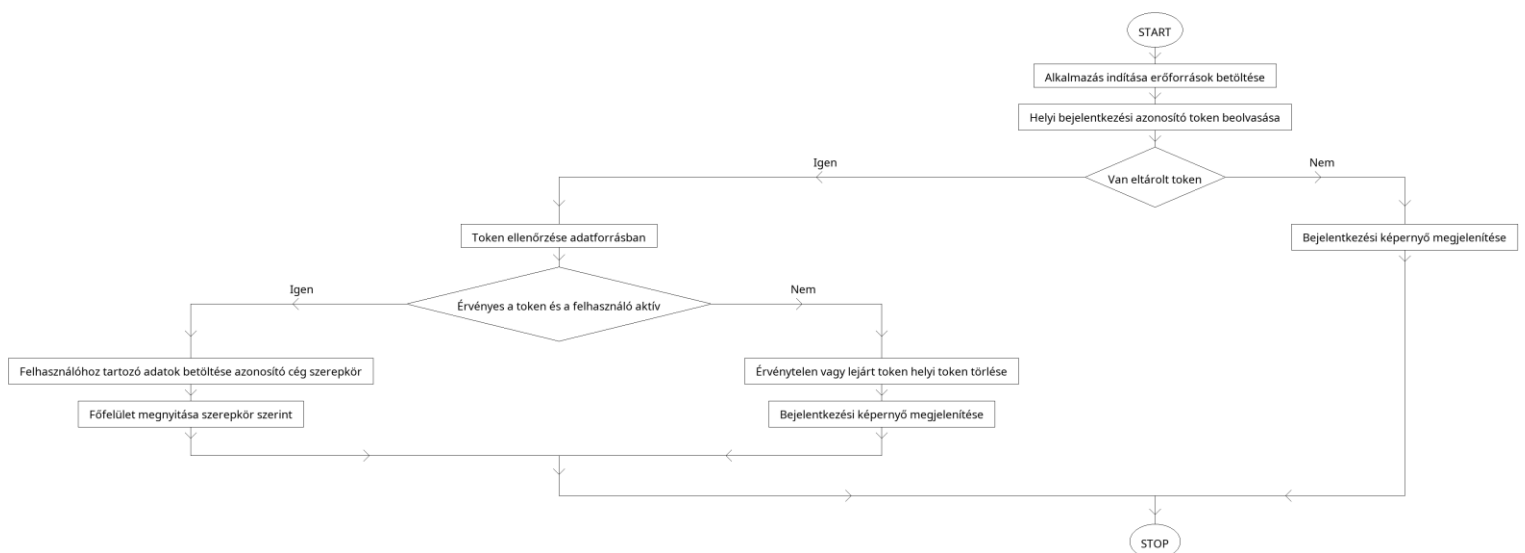 START
Alkalmazás indítása erőforrások betöltése
Helyi bejelentkezési azonosító token beolvasása
Van eltárolt token
Igen
Nem
Token ellenőrzése adatforrásban
Bejelentkezési képernyő megjelenítése
Érvényes a token és a felhasználó aktív
Igen
Nem
Felhasználóhoz tartozó adatok betöltése azonosító cég szerepkör
Érvénytelen vagy lejárt token helyi token törlése
Főfelület megnyitása szerepkör szerint
Bejelentkezési képernyő megjelenítése
STOP